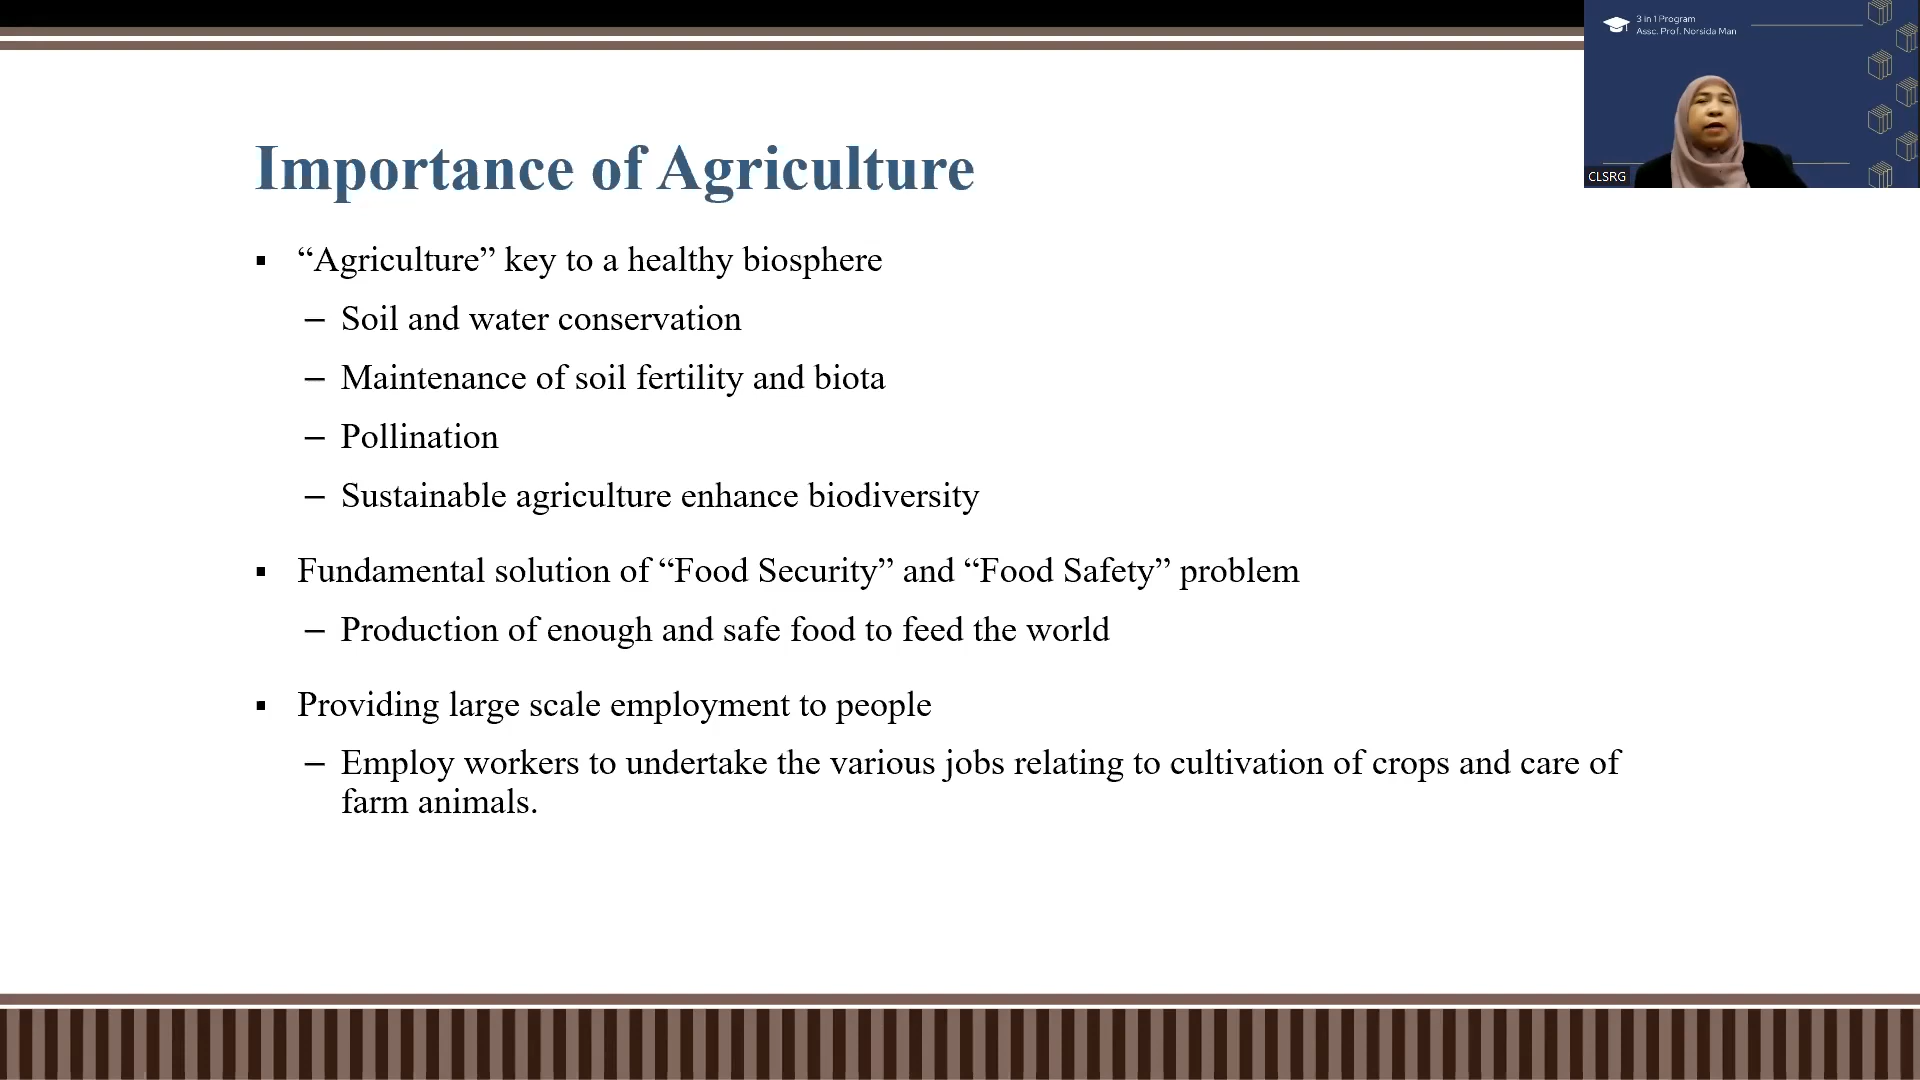 3 in 1 Program
Assc. Prof. Norsida Man
CLSRG
Importance of Agriculture
▪ “Agriculture” key to a healthy biosphere
– Soil and water conservation
– Maintenance of soil fertility and biota
– Pollination
– Sustainable agriculture enhance biodiversity
▪ Fundamental solution of “Food Security” and “Food Safety” problem
– Production of enough and safe food to feed the world
▪ Providing large scale employment to people
– Employ workers to undertake the various jobs relating to cultivation of crops and care of
farm animals.